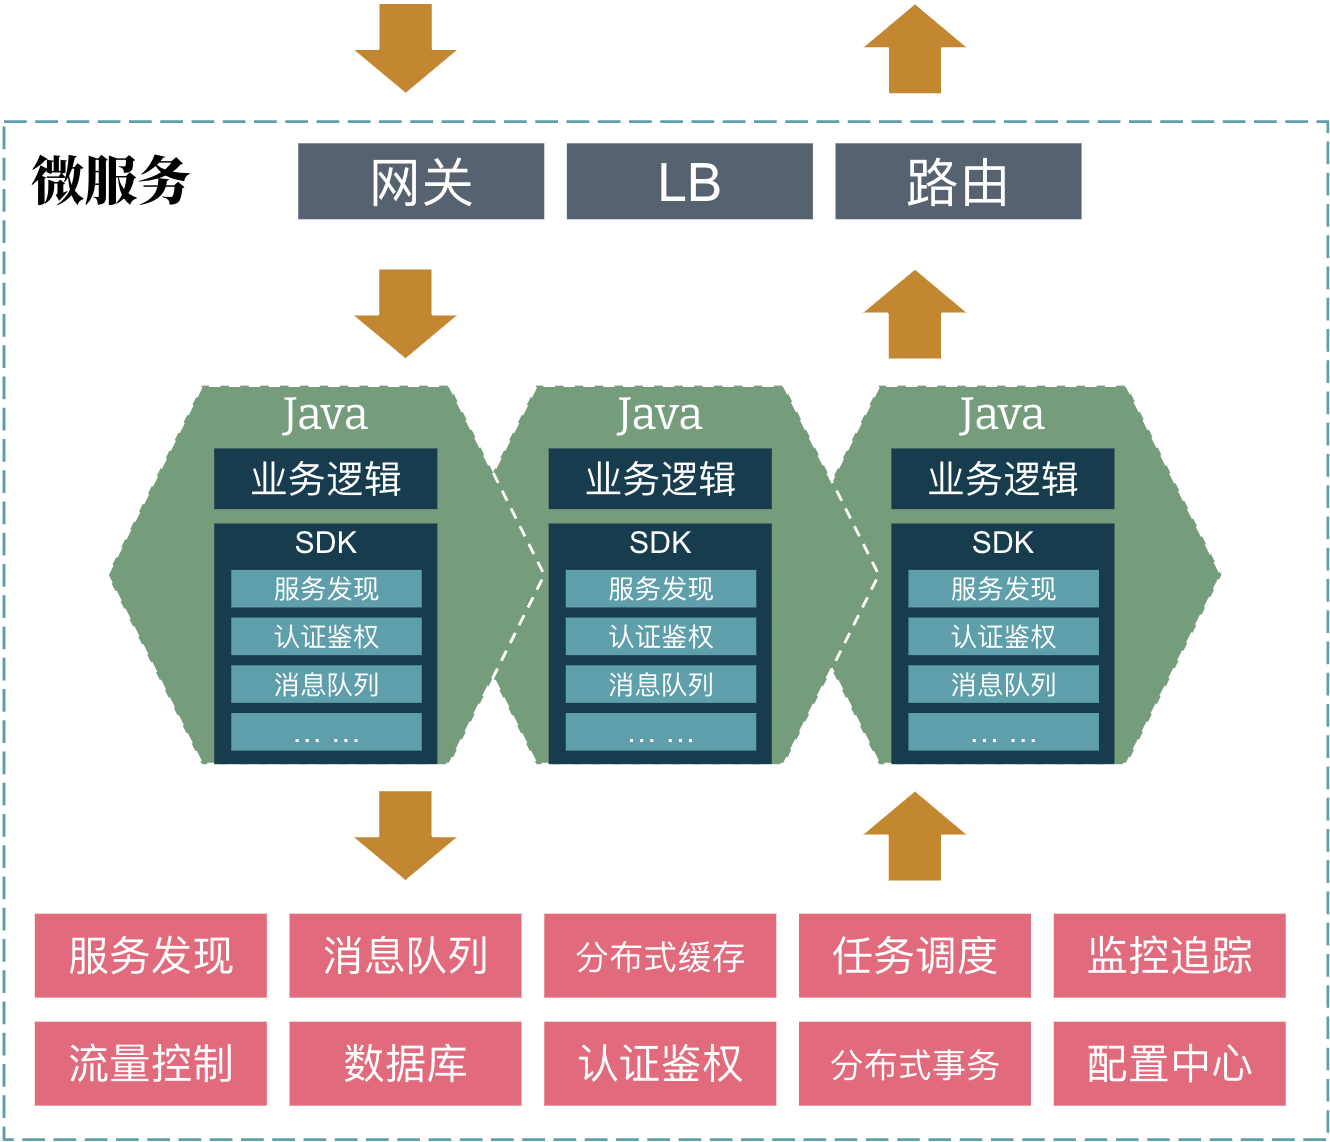 微服务
网关 LB 路由
Java Java Java
业务逻辑 业务逻辑 业务逻辑
SDK SDK SDK
服务发现 服务发现 服务发现
认证鉴权 认证鉴权 认证鉴权
消息队列 消息队列 消息队列
... ... ... ... ... ...
服务发现 消息队列 分布式缓存 任务调度 监控追踪
流量控制 数据库 认证鉴权 分布式事务 配置中心